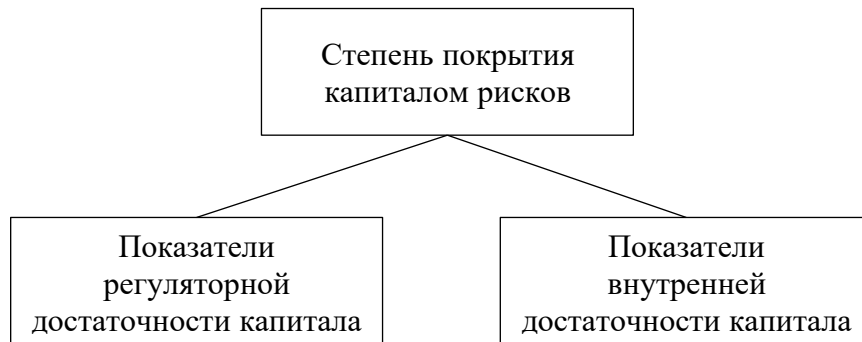 Степень покрытия
капиталом рисков
Показатели
регуляторной
достаточности капитала
Показатели
внутренней
достаточности капитала